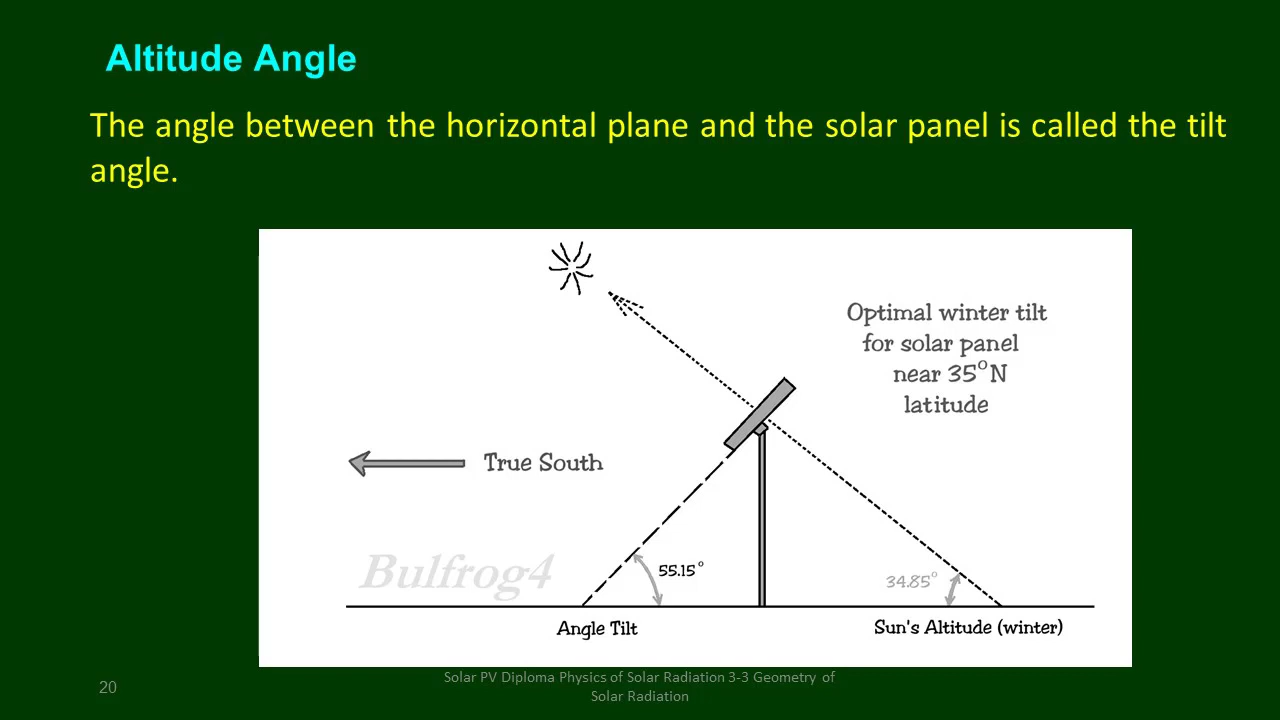 Altitude Angle
The angle between the horizontal plane and the solar panel is called the tilt
angle.
Optimal winter tilt
for solar panel
near 35°N
latitude
True South
Bulfrog4
55.15°
34.85°
Angle Tilt
Sun's Altitude (winter)
20
Solar PV Diploma Physics of Solar Radiation 3-3 Geometry of
Solar Radiation